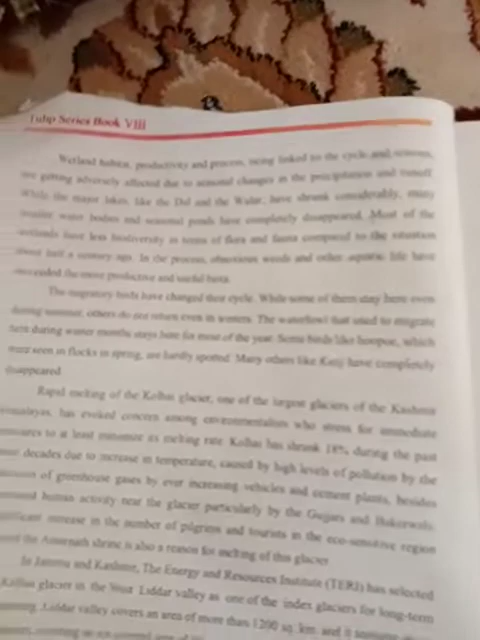 Tulip Series Book VIII
Wetland habitat, productivity and process, being linked to the cycle and seasons,
are getting adversely affected due to seasonal changes in the precipitation and runoff.
While the major lakes, like the Dal and the Wular, have shrunk considerably, many
smaller water bodies and seasonal ponds have completely disappeared. Most of the
wetlands have less biodiversity in terms of flora and fauna compared to the situation
about half a century ago. In the process, obnoxious weeds and other aquatic life have
succeeded the most productive and useful biota.
The migratory birds have changed their cycle. While some of them stay here even
during summer, others do not return even in winters. The waterfowl that used to migrate
here during winter months stays here for most of the year. Some birds like hoopoe, which
were seen in flocks in spring, are hardly spotted. Many others like Katij have completely
disappeared.
Rapid melting of the Kolhai glacier, one of the largest glaciers of the Kashmir
Himalayas, has evoked concern among environmentalists who stress for immediate
measures to at least minimize its melting rate. Kolhai has shrunk 18% during the past
decades due to increase in temperature, caused by high levels of pollution by the
emission of greenhouse gases by ever increasing vehicles and cement plants, besides
human activity near the glacier particularly by the Gujjars and Bakerwals.
increase in the number of pilgrims and tourists in the eco-sensitive region
the Amarnath shrine is also a reason for melting of this glacier.
In Jammu and Kashmir, The Energy and Resources Institute (TERI) has selected
Kolhai glacier in the West Liddar valley as one of the index glaciers for long-term
Liddar valley covers an area of more than 1200 sq. km. and it